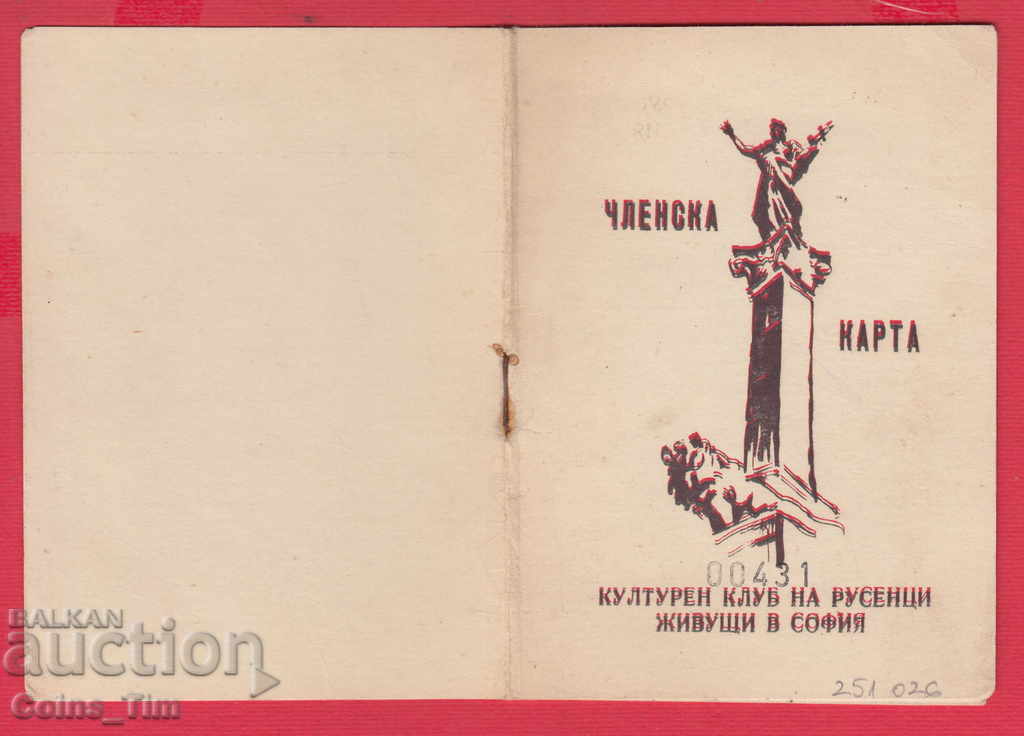 ЧЛЕНСКА
КАРТА
00431
КУЛТУРЕН КЛУБ НА РУСЕНЦИ
ЖИВУЩИ В СОФИЯ
251 026
BALKAN
auction
Coins_Tim